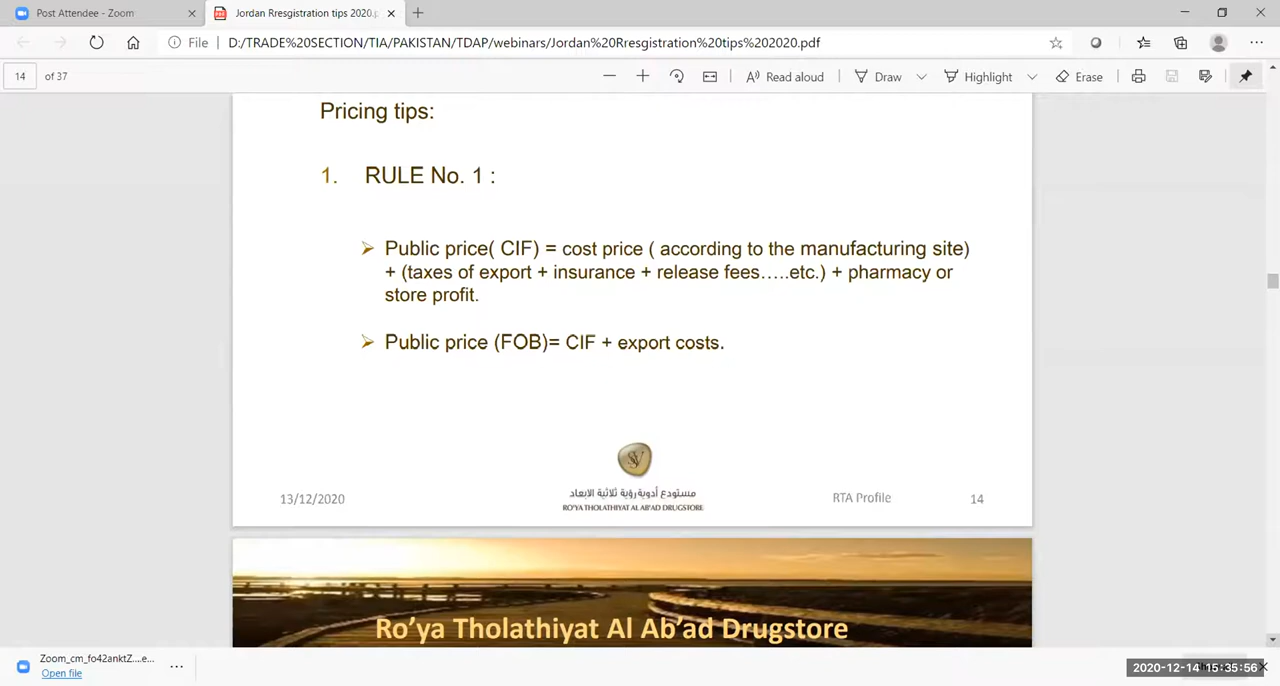 Post Attendee - Zoom
Jordan Rresgistration tips 2020.p
File
D:/TRADE%20SECTION/TIA/PAKISTAN/TDAP/webinars/Jordan%20Rresgistration%20tips%202020.pdf
14 of 37
Read aloud
Draw
Highlight
Erase
Pricing tips:
1. RULE No. 1 :
Public price( CIF) = cost price ( according to the manufacturing site)
+ (taxes of export + insurance + release fees…..etc.) + pharmacy or
store profit.
Public price (FOB)= CIF + export costs.
مستودع أدوية رؤية ثلاثية الابعاد
RO'YA THOLATHIYAT AL AB'AD DRUGSTORE
13/12/2020
RTA Profile
14
Ro'ya Tholathiyat Al Ab'ad Drugstore
Zoom_cm_fo42anktZ....e...
Open file
2020-12-14 15:35:56